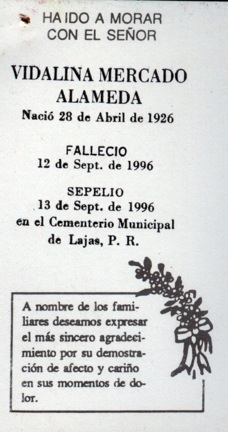 HA IDO A MORAR
CON EL SEÑOR
VIDALINA MERCADO
ALAMEDA
Nació 28 de Abril de 1926
FALLECIO
12 de Sept. de 1996
SEPELIO
13 de Sept. de 1996
en el Cementerio Municipal
de Lajas, P. R.
A nombre de los fami-
liares deseamos expresar
el más sincero agradeci-
miento por su demostra-
ción de afecto y cariño
en sus momentos de do-
lor.